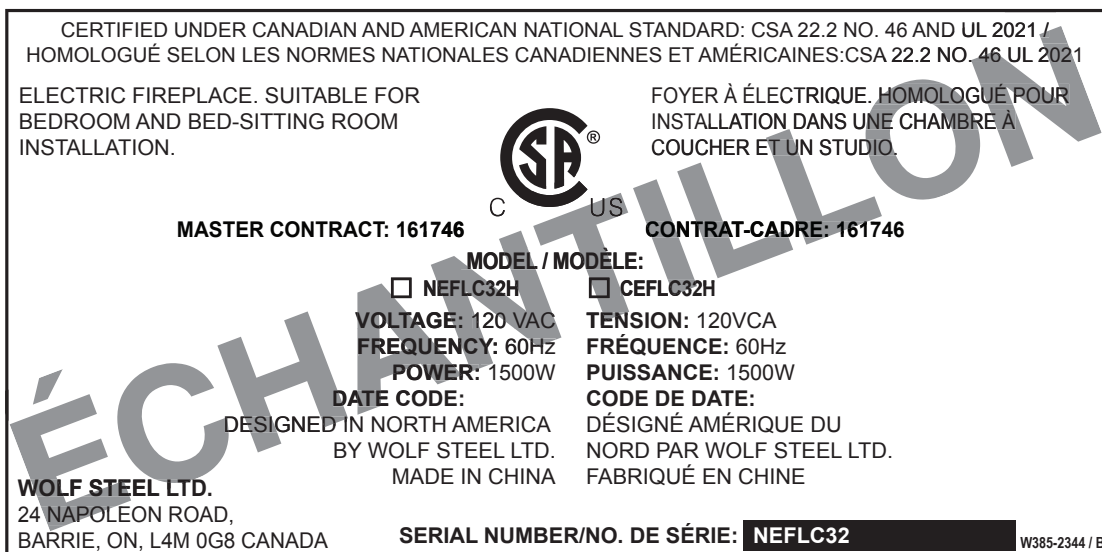 CERTIFIED UNDER CANADIAN AND AMERICAN NATIONAL STANDARD: CSA 22.2 NO. 46 AND UL 2021 /
HOMOLOGUÉ SELON LES NORMES NATIONALES CANADIENNES ET AMÉRICAINES:CSA 22.2 NO. 46 UL 2021
ELECTRIC FIREPLACE. SUITABLE FOR
BEDROOM AND BED-SITTING ROOM
INSTALLATION.
FOYER À ÉLECTRIQUE. HOMOLOGUÉ POUR
INSTALLATION DANS UNE CHAMBRE À
COUCHER ET UN STUDIO.
CSA ®
C US
MASTER CONTRACT: 161746 CONTRAT-CADRE: 161746
MODEL / MODÈLE:
NEFLC32H CEFLC32H
VOLTAGE: 120 VAC TENSION: 120VCA
FREQUENCY: 60Hz FRÉQUENCE: 60Hz
POWER: 1500W PUISSANCE: 1500W
DATE CODE: CODE DE DATE:
DESIGNED IN NORTH AMERICA DÉSIGNÉ AMÉRIQUE DU
BY WOLF STEEL LTD. NORD PAR WOLF STEEL LTD.
MADE IN CHINA FABRIQUÉ EN CHINE
WOLF STEEL LTD.
24 NAPOLEON ROAD,
BARRIE, ON, L4M 0G8 CANADA
SERIAL NUMBER/NO. DE SÉRIE: NEFLC32
W385-2344 / B
ÉCHANTILLON